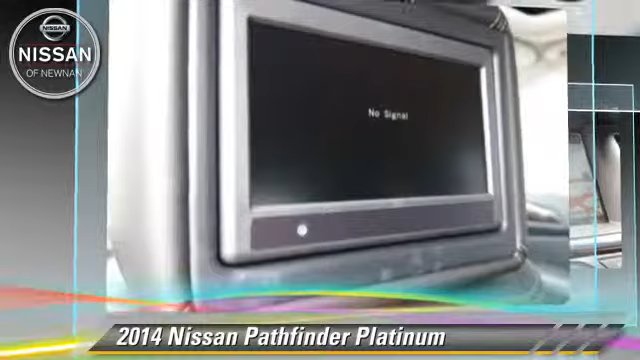 NISSAN
NISSAN
OF NEWNAN
No Signal
2014 Nissan Pathfinder Platinum